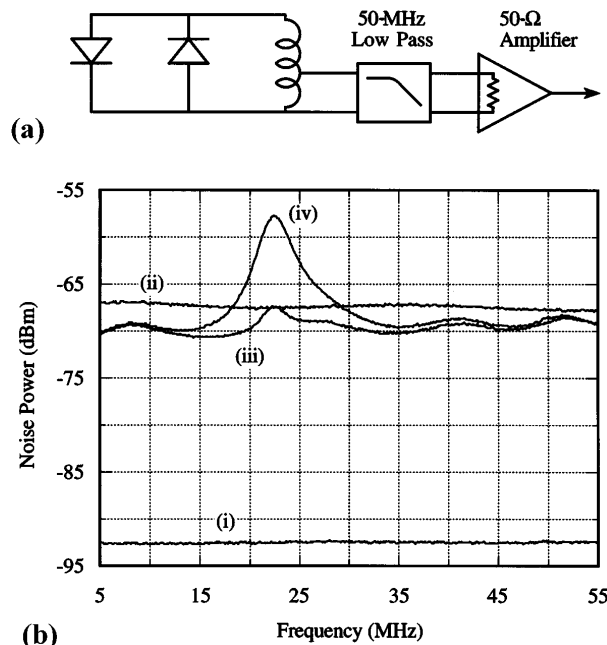 50-MHz
Low Pass
50-Ω
Amplifier
(a)
-55
-65
-75
-85
-95
Noise Power (dBm)
(i)
(ii)
(iii)
(iv)
5
15
25
35
45
55
Frequency (MHz)
(b)